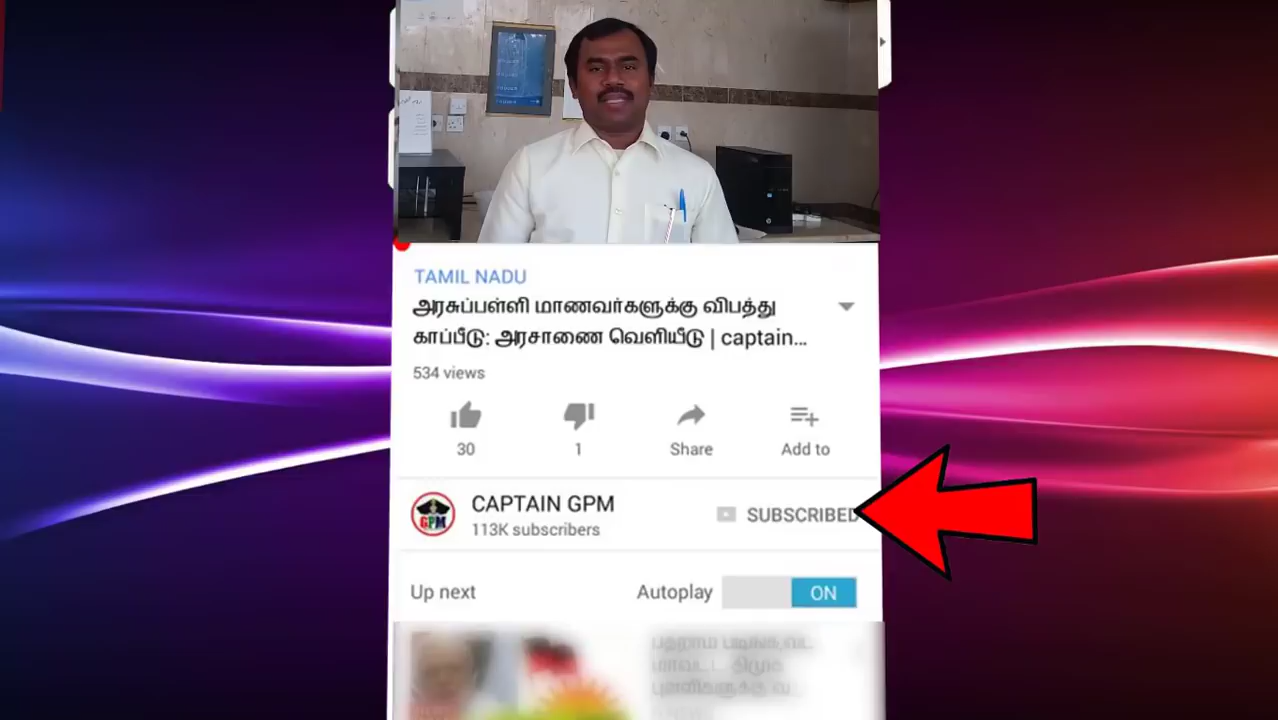 TAMIL NADU
அரசுப்பள்ளி மாணவர்களுக்கு விபத்து
காப்பீடு: அரசாணை வெளியீடு | captain...
534 views
30
1
Share
Add to
GPM
CAPTAIN GPM
113K subscribers
SUBSCRIBED
Up next
Autoplay
ON